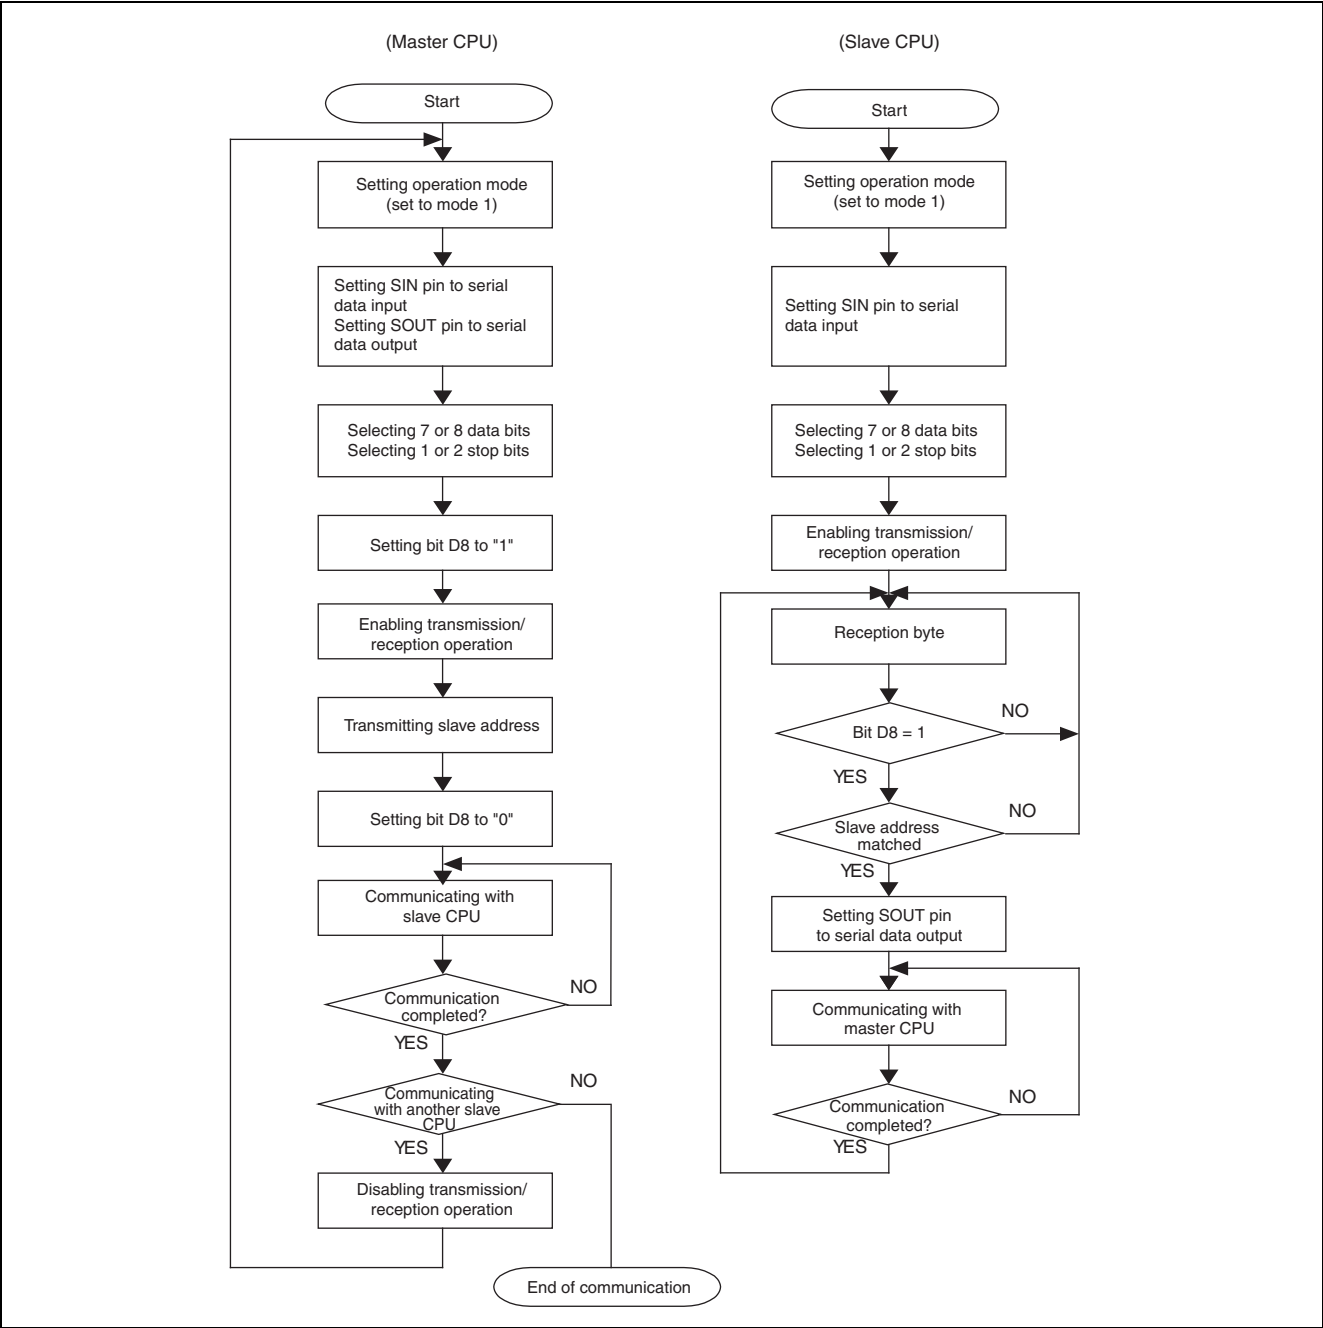 (Master CPU)
Start
Setting operation mode
(set to mode 1)
Setting SIN pin to serial
data input
Setting SOUT pin to serial
data output
Selecting 7 or 8 data bits
Selecting 1 or 2 stop bits
Setting bit D8 to "1"
Enabling transmission/
reception operation
Transmitting slave address
Setting bit D8 to "0"
Communicating with
slave CPU
Communication
completed?
NO
YES
Communicating
with another slave
CPU
NO
YES
Disabling transmission/
reception operation
End of communication
(Slave CPU)
Start
Setting operation mode
(set to mode 1)
Setting SIN pin to serial
data input
Selecting 7 or 8 data bits
Selecting 1 or 2 stop bits
Enabling transmission/
reception operation
Reception byte
Bit D8 = 1
NO
YES
Slave address
matched
NO
YES
Setting SOUT pin
to serial data output
Communicating with
master CPU
Communication
completed?
NO
YES